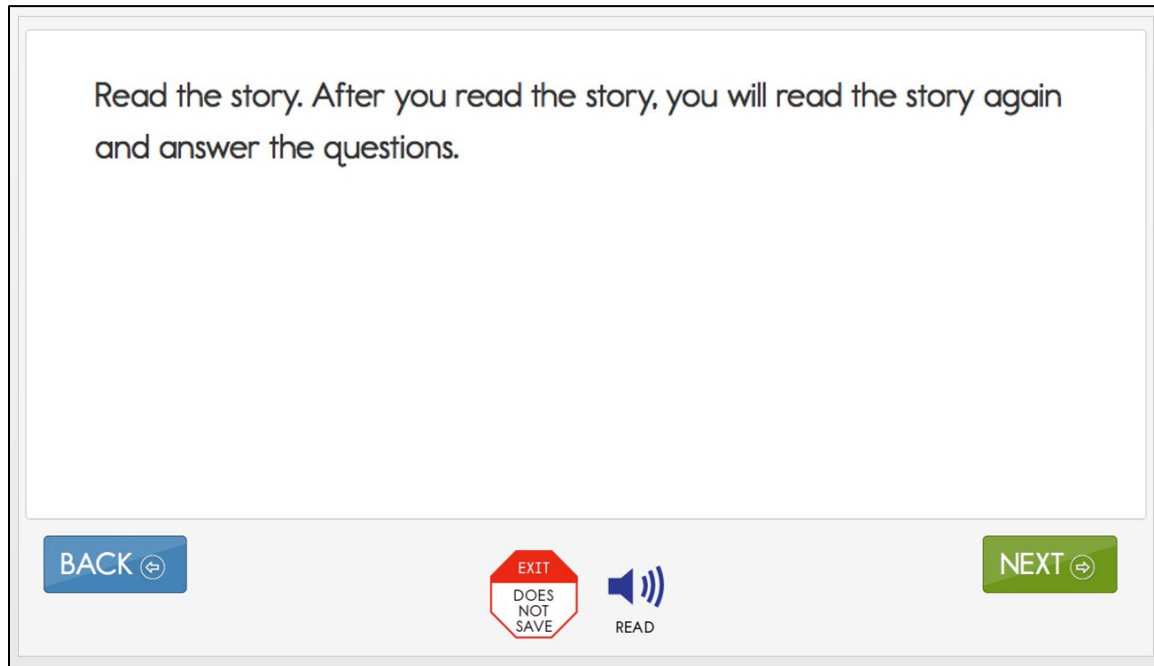 Read the story. After you read the story, you will read the story again
and answer the questions.
BACK
EXIT
DOES
NOT
SAVE
READ
NEXT